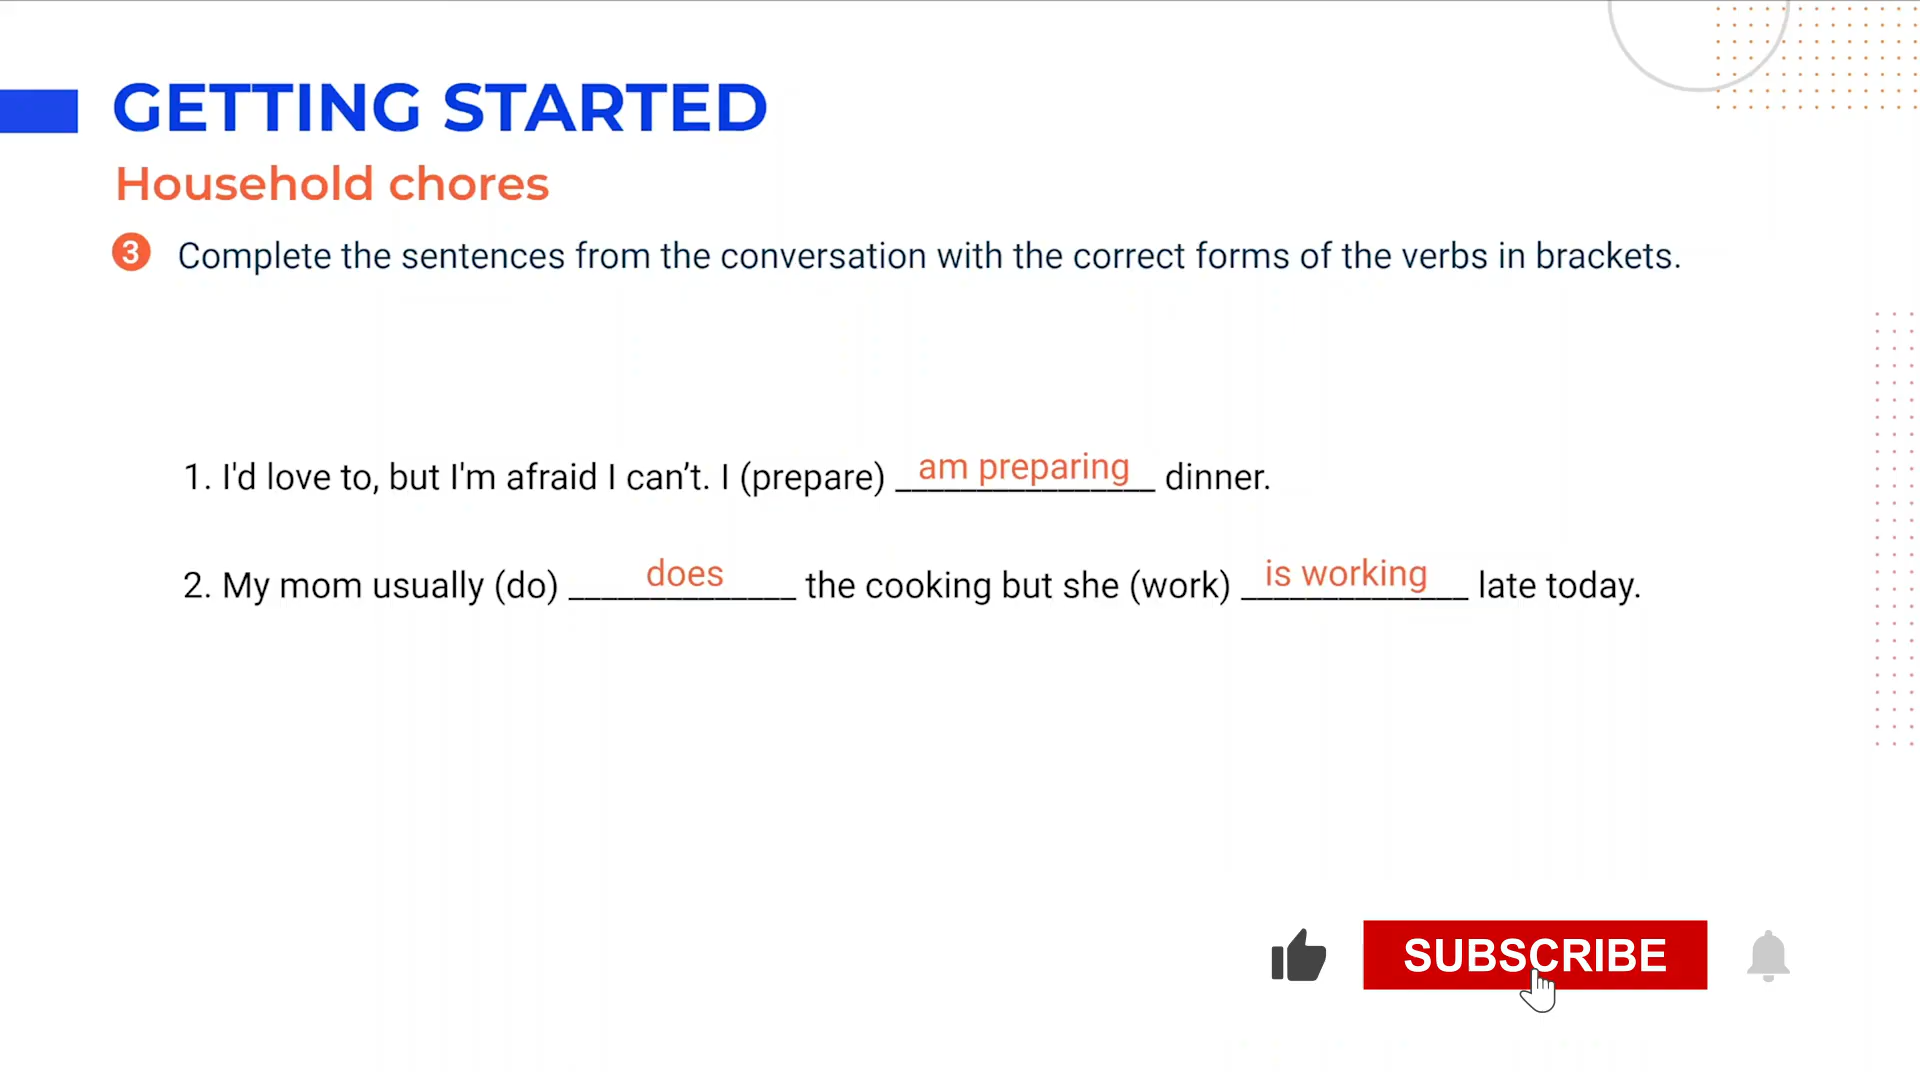 GETTING STARTED
Household chores
3 Complete the sentences from the conversation with the correct forms of the verbs in brackets.
1. I'd love to, but I'm afraid I can’t. I (prepare) am preparing dinner.
2. My mom usually (do) does the cooking but she (work) is working late today.
SUBSCRIBE